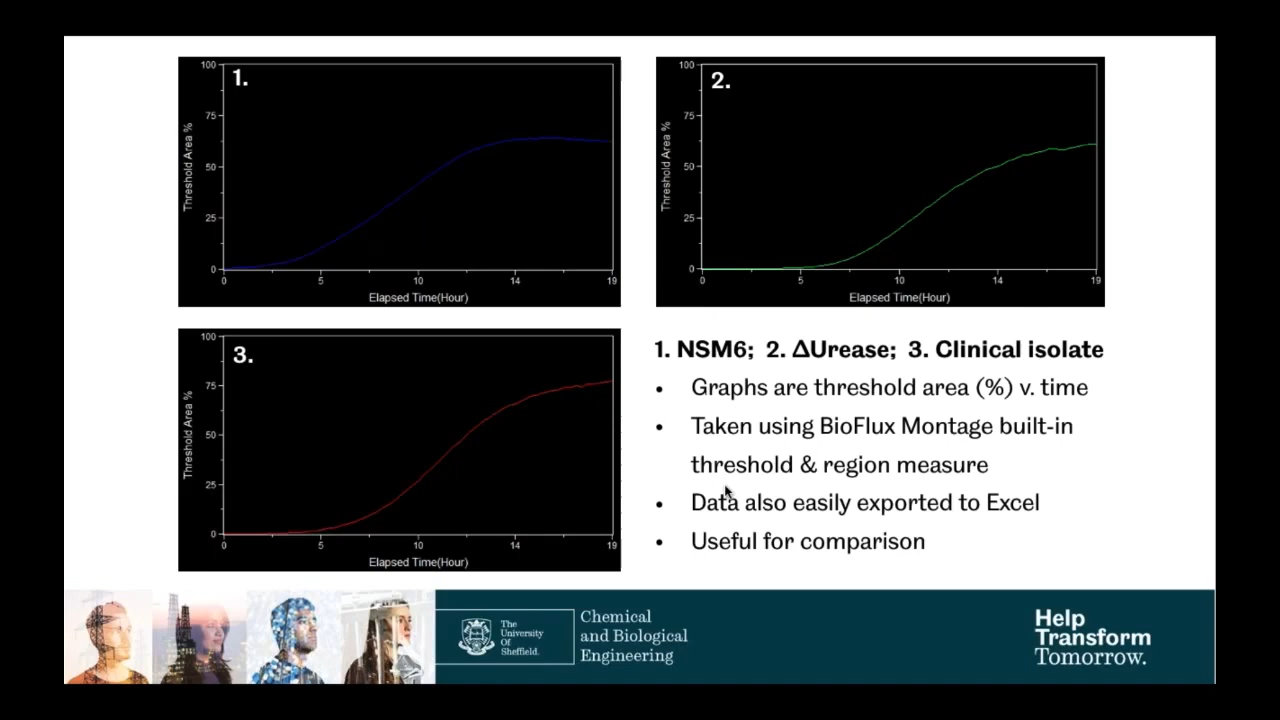 1.
100
75
50
25
0
Threshold Area %
0 5 10 14 19
Elapsed Time(Hour)
2.
100
75
50
25
0
Threshold Area %
0 5 10 14 19
Elapsed Time(Hour)
3.
100
75
50
25
0
Threshold Area %
0 5 10 14 19
Elapsed Time(Hour)
1. NSM6; 2. ΔUrease; 3. Clinical isolate
• Graphs are threshold area (%) v. time
• Taken using BioFlux Montage built-in
threshold & region measure
• Data also easily exported to Excel
• Useful for comparison
The
University
Of
Sheffield.
Chemical
and Biological
Engineering
Help
Transform
Tomorrow.